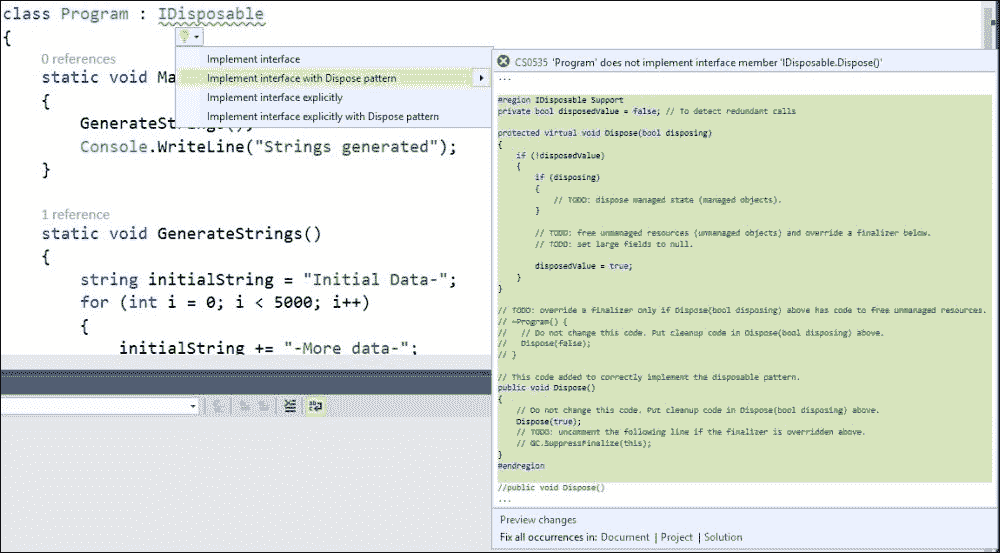 class Program : IDisposable
{
0 references
static void Ma
{
GenerateStrings();
Console.WriteLine("Strings generated");
}
1 reference
static void GenerateStrings()
{
string initialString = "Initial Data-";
for (int i = 0; i < 5000; i++)
{
initialString += "-More data-";
Implement interface
Implement interface with Dispose pattern
Implement interface explicitly
Implement interface explicitly with Dispose pattern
CS0535 'Program' does not implement interface member 'IDisposable.Dispose()'
...
#region IDisposable Support
private bool disposedValue = false; // To detect redundant calls
protected virtual void Dispose(bool disposing)
{
if (!disposedValue)
{
if (disposing)
{
// TODO: dispose managed state (managed objects).
}
// TODO: free unmanaged resources (unmanaged objects) and override a finalizer below.
// TODO: set large fields to null.
disposedValue = true;
}
}
// TODO: override a finalizer only if Dispose(bool disposing) above has code to free unmanaged resources.
// ~Program() {
//   // Do not change this code. Put cleanup code in Dispose(bool disposing) above.
//   Dispose(false);
// }
// This code added to correctly implement the disposable pattern.
public void Dispose()
{
// Do not change this code. Put cleanup code in Dispose(bool disposing) above.
Dispose(true);
// TODO: uncomment the following line if the finalizer is overridden above.
// GC.SuppressFinalize(this);
}
#endregion
//public void Dispose()
...
Preview changes
Fix all occurrences in: Document | Project | Solution